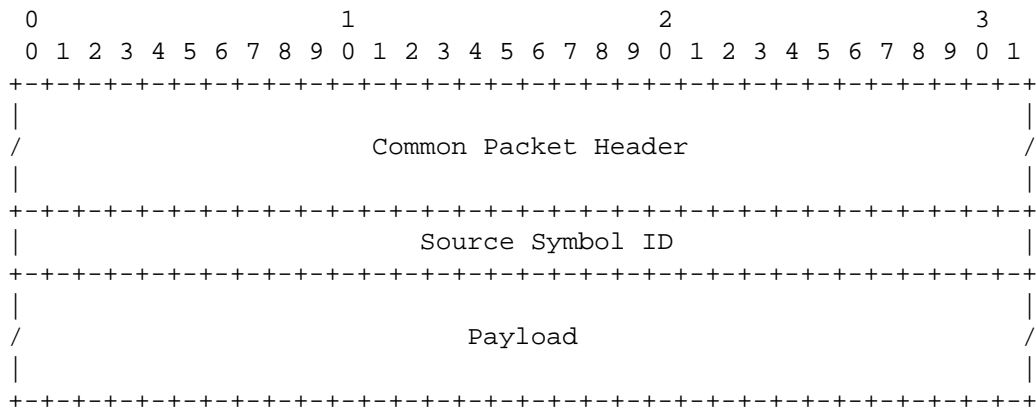 0                   1                   2                   3
 0 1 2 3 4 5 6 7 8 9 0 1 2 3 4 5 6 7 8 9 0 1 2 3 4 5 6 7 8 9 0 1
+-+-+-+-+-+-+-+-+-+-+-+-+-+-+-+-+-+-+-+-+-+-+-+-+-+-+-+-+-+-+-+-+
|                                                               |
/                      Common Packet Header                     /
|                                                               |
+-+-+-+-+-+-+-+-+-+-+-+-+-+-+-+-+-+-+-+-+-+-+-+-+-+-+-+-+-+-+-+-+
|                         Source Symbol ID                      |
+-+-+-+-+-+-+-+-+-+-+-+-+-+-+-+-+-+-+-+-+-+-+-+-+-+-+-+-+-+-+-+-+
|                                                               |
/                            Payload                            /
|                                                               |
+-+-+-+-+-+-+-+-+-+-+-+-+-+-+-+-+-+-+-+-+-+-+-+-+-+-+-+-+-+-+-+-+